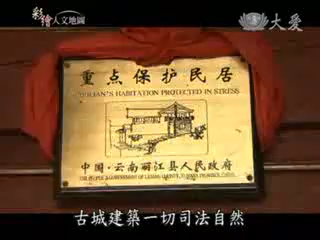 彩繪人文地圖
大愛
重点保护民居
CIVILIAN'S HABITATION PROTECTED IN STRESS
中国·云南丽江县人民政府
古城建築一切司法自然